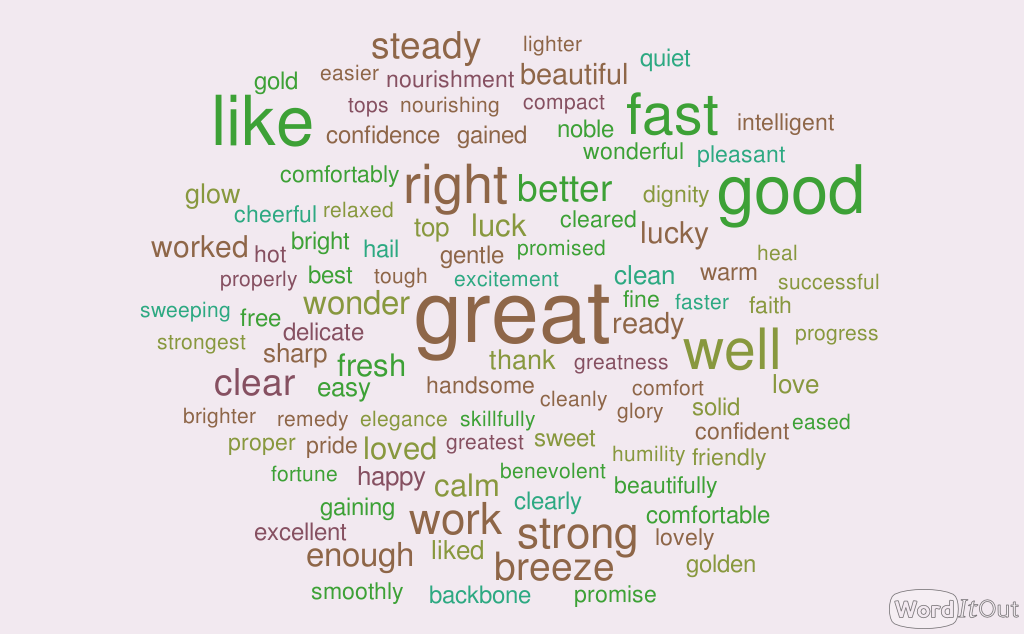 steady lighter
quiet
gold easier nourishment beautiful
like tops nourishing compact fast intelligent
confidence gained noble
wonderful pleasant
comfortably right better dignity good
glow
cheerful relaxed top luck cleared lucky
worked hot bright hail gentle promised heal
properly best tough excitement clean warm successful
sweeping free wonder great fine faster faith
strongest delicate ready progress
sharp fresh thank greatness well
clear easy handsome cleanly comfort love
brighter remedy elegance skillfully glory solid eased
proper pride loved greatest sweet confident
humility friendly
fortune happy calm benevolent beautifully
gaining clearly
excellent work strong comfortable lovely
enough liked breeze golden
smoothly backbone promise
WordItOut